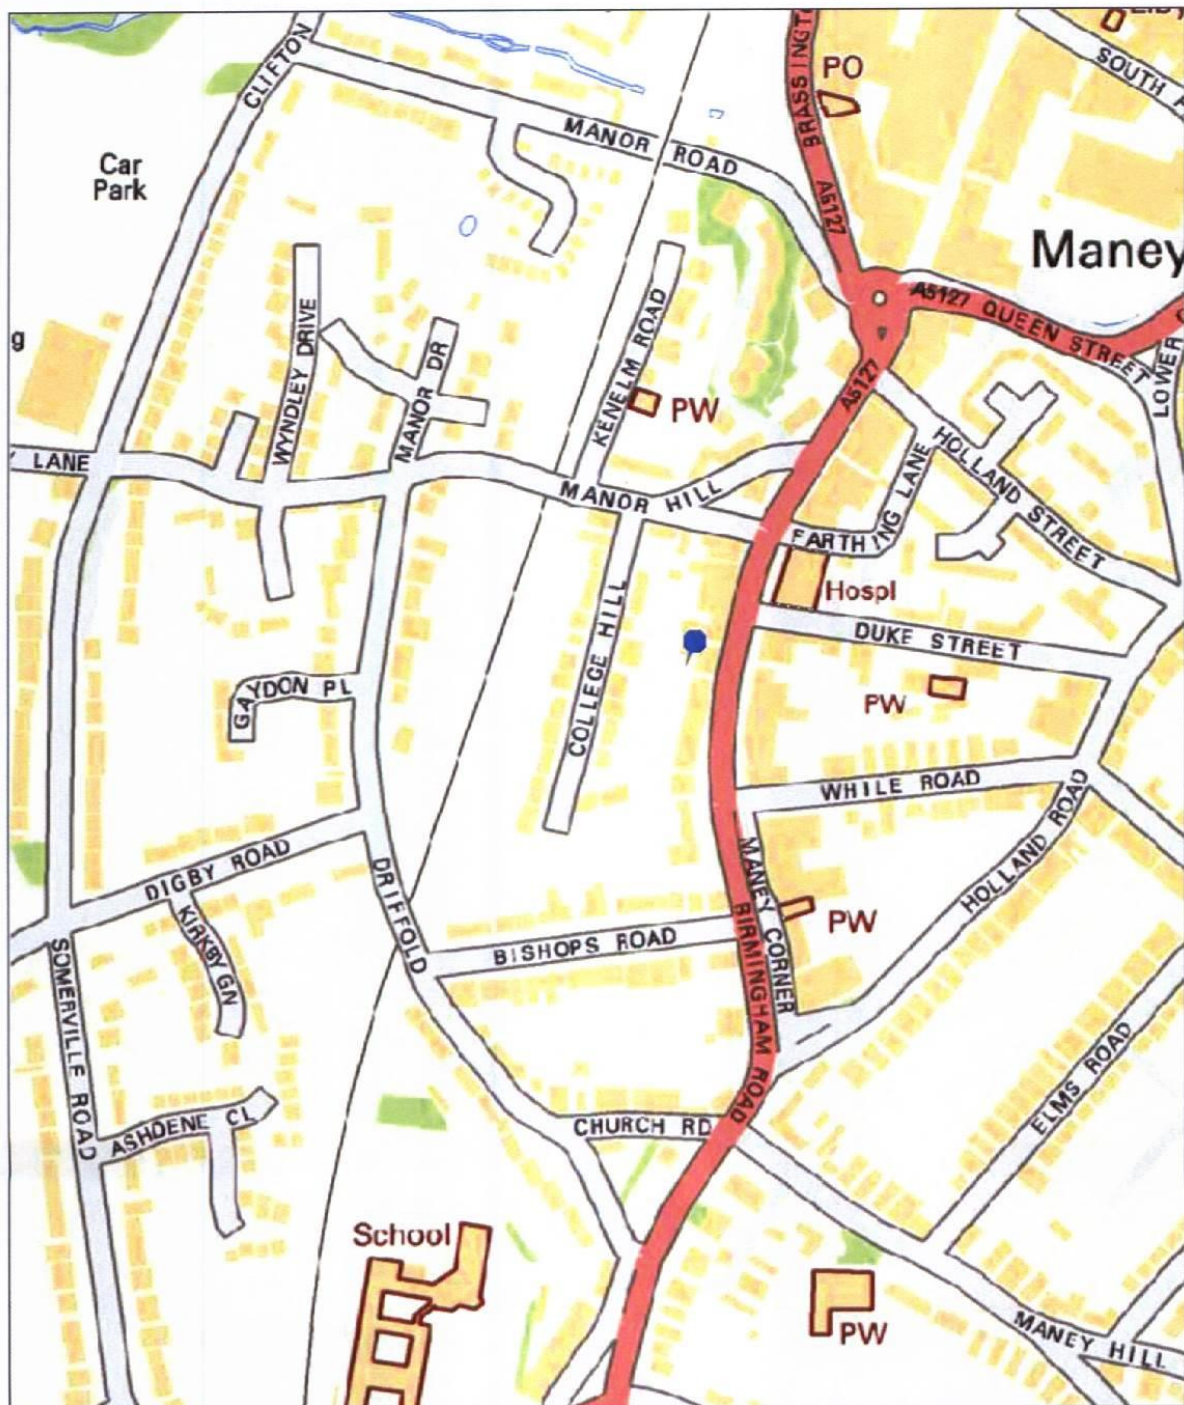 CLIFTON
BRASSINGT
PO
SOUTH
MANOR ROAD
Car
Park
A5127
Maney
A5127 QUEEN STREET
g
WYNDLEY DRIVE
MANOR DR
KENELM ROAD
PW
A5127
LOWER
LANE
HOLLAND STREET
MANOR HILL
FARTHING LANE
Hospl
COLLEGE HILL
DUKE STREET
GAYDON PL
PW
WHILE ROAD
DIGBY ROAD
DRIFFOLD
MANEY CORNER
HOLLAND ROAD
KIRKBY GN
PW
BISHOPS ROAD
BIRMINGHAM ROAD
SOMERVILLE ROAD
ELMS ROAD
ASHDENE CL
CHURCH RD
School
PW
MANEY HILL